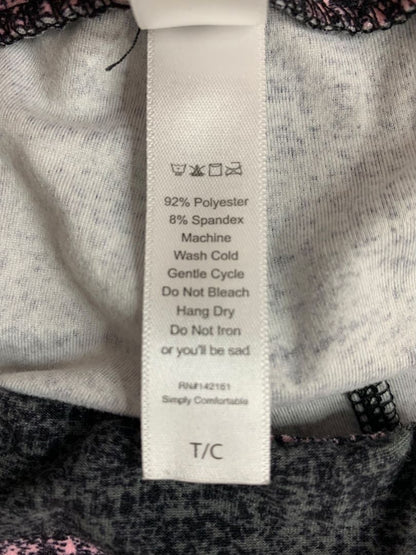 92% Polyester
8% Spandex
Machine
Wash Cold
Gentle Cycle
Do Not Bleach
Hang Dry
Do Not Iron
or you'll be sad
RN#142161
Simply Comfortable
T/C